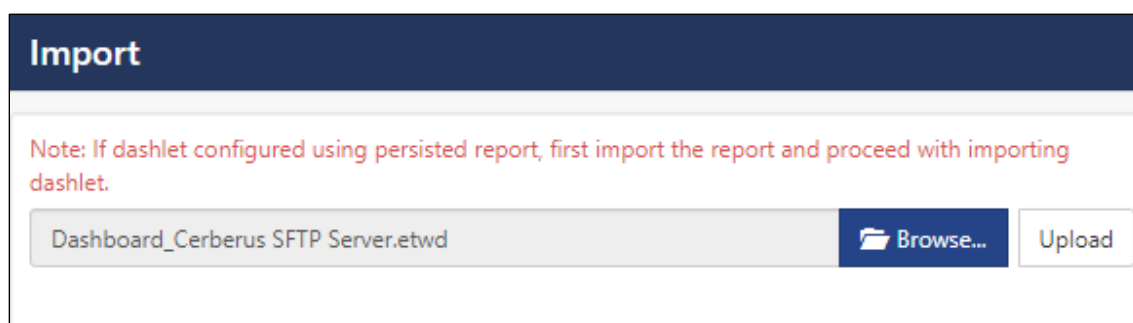 Import
Note: If dashlet configured using persisted report, first import the report and proceed with importing
dashlet.
Dashboard_Cerberus SFTP Server.etwd Browse... Upload